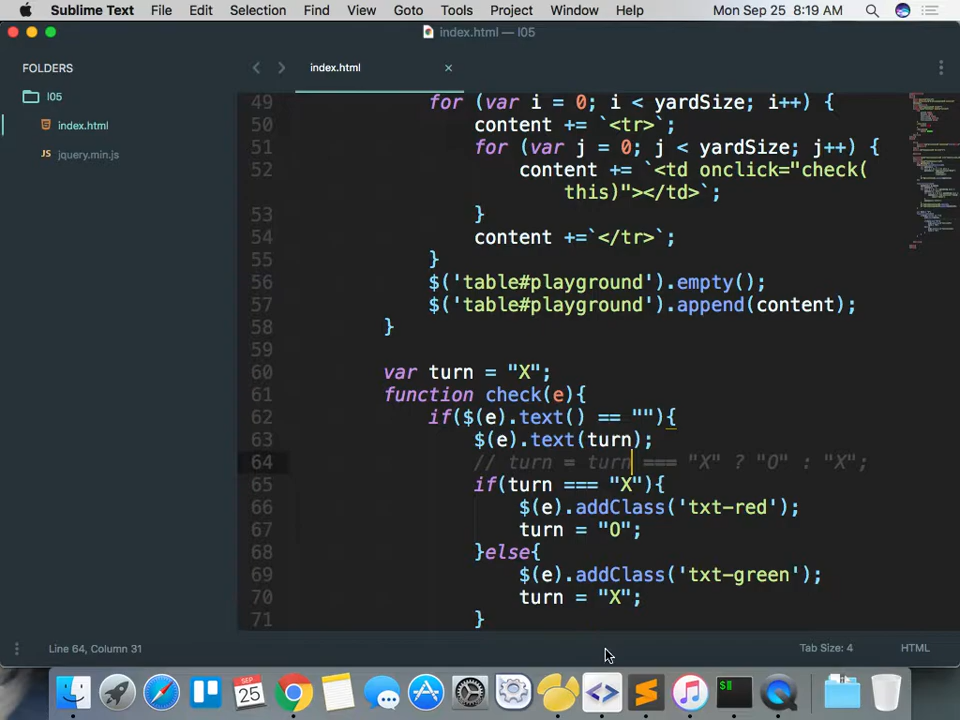 Sublime Text File Edit Selection Find View Goto Tools Project Window Help Mon Sep 25 8:19 AM
index.html — l05
FOLDERS
l05
index.html
jquery.min.js
index.html ×
49 for (var i = 0; i < yardSize; i++) {
50 content += `<tr>`;
51 for (var j = 0; j < yardSize; j++) {
52 content += `<td onclick="check(
this)"></td>`;
53 }
54 content +=`</tr>`;
55 }
56 $('table#playground').empty();
57 $('table#playground').append(content);
58 }
59
60 var turn = "X";
61 function check(e){
62 if($(e).text() == ""){
63 $(e).text(turn);
64 // turn = turn === "X" ? "O" : "X";
65 if(turn === "X"){
66 $(e).addClass('txt-red');
67 turn = "O";
68 }else{
69 $(e).addClass('txt-green');
70 turn = "X";
71 }
Line 64, Column 31 Tab Size: 4 HTML
SEP
25
$